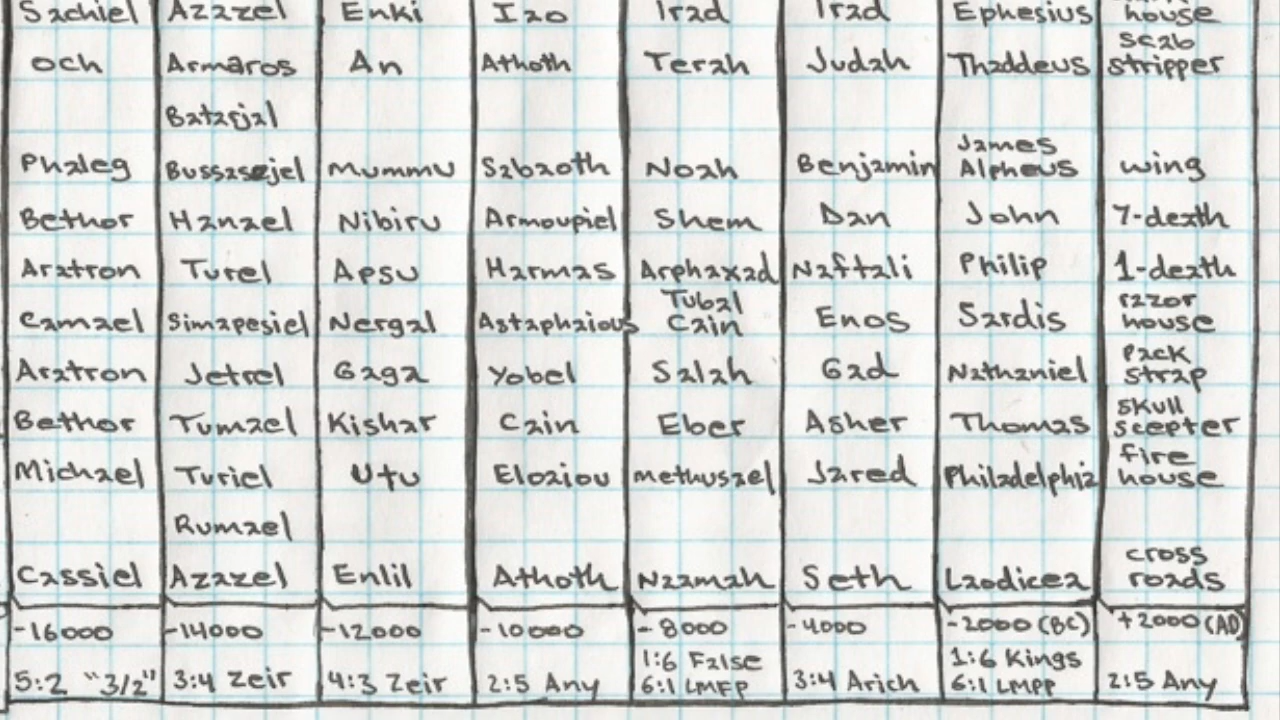 Sachiel Azazel Enki Iao Irad Irad Ephesius house
Och Armaros An Athoth Terah Judah Thaddeus scab stripper
Batarjal
Phaleg Bussasejel Mummu Sabaoth Noah Benjamin James Alpheus wing
Bethor Hanael Nibiru Armoupiel Shem Dan John 7-death
Aratron Turel Apsu Harmas Arphaxad Naftali Philip 1-death
Camael Simapesiel Nergal Astaphaious Tubal Cain Enos Sardis razor house
Aratron Jetrel Gaga Yobel Salah Gad Nathaniel Pack strap
Bethor Tumael Kishar Cain Eber Asher Thomas skull scepter
Michael Turiel Utu Eloaiou methusael Jared Philadelphia fire house
Rumael
Cassiel Azazel Enlil Athoth Naamah Seth Laodicea cross roads
-16000 -14000 -12000 -10000 -8000 -4000 -2000 (BC) +2000 (AD)
5:2 "3/2" 3:4 Zeir 4:3 Zeir 2:5 Any 1:6 False 6:1 LMFP 3:4 Arich 1:6 Kings 6:1 LMPP 2:5 Any